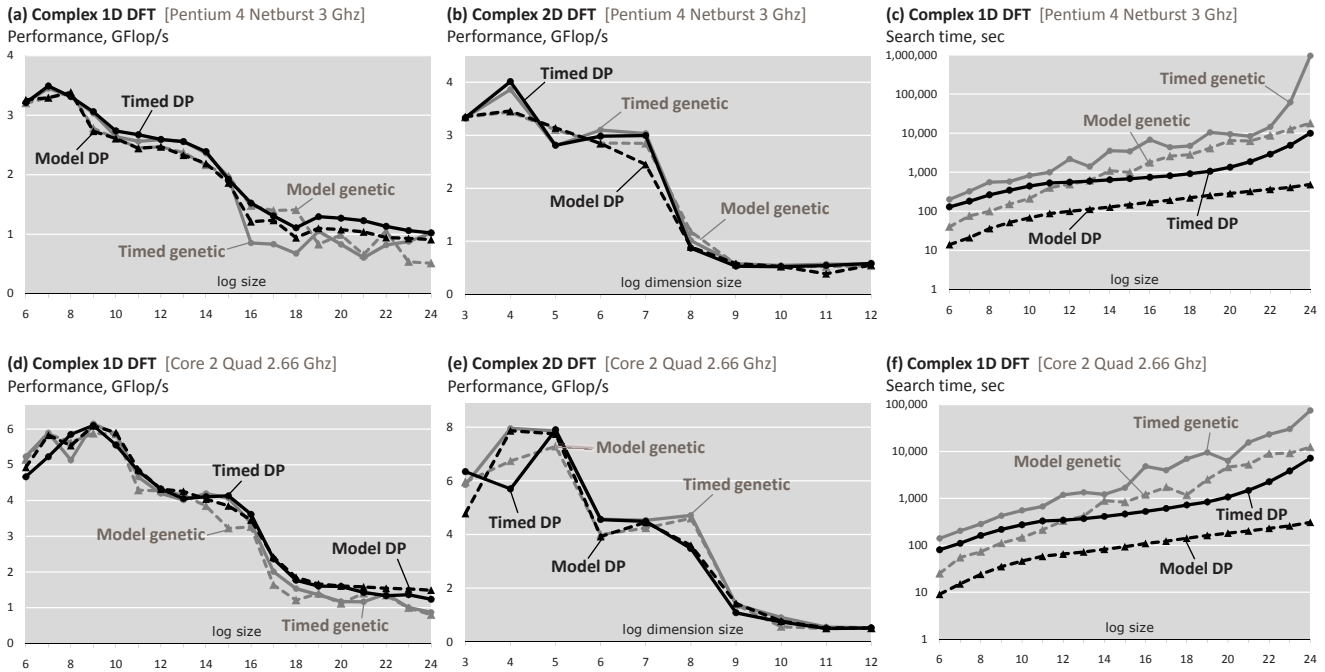 (a) Complex 1D DFT [Pentium 4 Netburst 3 Ghz]
Performance, GFlop/s
4
3
2
1
0
Timed DP
Model DP
Model genetic
Timed genetic
log size
6 8 10 12 14 16 18 20 22 24
(b) Complex 2D DFT [Pentium 4 Netburst 3 Ghz]
Performance, GFlop/s
4
3
2
1
0
Timed DP
Timed genetic
Model DP
Model genetic
log dimension size
3 4 5 6 7 8 9 10 11 12
(c) Complex 1D DFT [Pentium 4 Netburst 3 Ghz]
Search time, sec
1,000,000
100,000
10,000
1,000
100
10
1
Timed genetic
Model genetic
Timed DP
Model DP
log size
6 8 10 12 14 16 18 20 22 24
(d) Complex 1D DFT [Core 2 Quad 2.66 Ghz]
Performance, GFlop/s
6
5
4
3
2
1
0
Timed DP
Model genetic
Model DP
Timed genetic
log size
6 8 10 12 14 16 18 20 22 24
(e) Complex 2D DFT [Core 2 Quad 2.66 Ghz]
Performance, GFlop/s
8
6
4
2
0
Model genetic
Timed genetic
Timed DP
Model DP
log dimension size
3 4 5 6 7 8 9 10 11 12
(f) Complex 1D DFT [Core 2 Quad 2.66 Ghz]
Search time, sec
100,000
10,000
1,000
100
10
1
Timed genetic
Model genetic
Timed DP
Model DP
log size
6 8 10 12 14 16 18 20 22 24